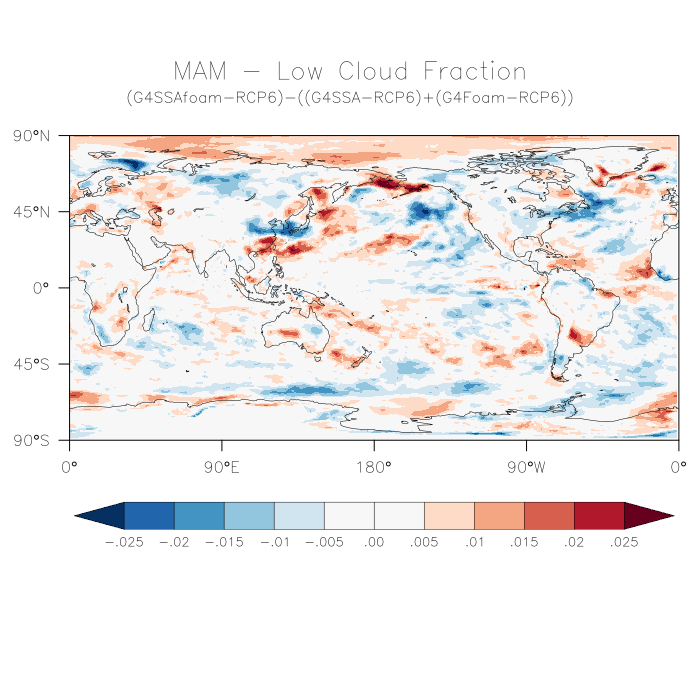 MAM – Low Cloud Fraction
(G4SSAfoam–RCP6)–((G4SSA–RCP6)+(G4Foam–RCP6))
90°N
45°N
0°
45°S
90°S
0° 90°E 180° 90°W 0°
–.025 –.02 –.015 –.01 –.005 .00 .005 .01 .015 .02 .025